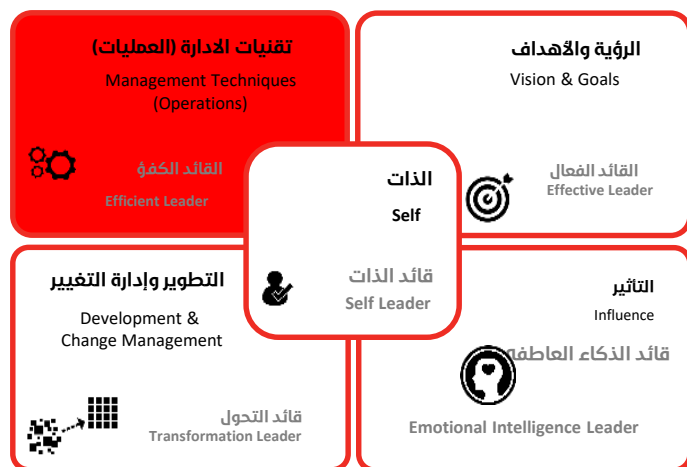 تقنيات الادارة (العمليات)
Management Techniques
(Operations)
القائد الكفؤ
Efficient Leader
الرؤية والأهداف
Vision & Goals
القائد الفعال
Effective Leader
الذات
Self
قائد الذات
Self Leader
التطوير وإدارة التغيير
Development &
Change Management
قائد التحول
Transformation Leader
التاثير
Influence
قائد الذكاء العاطفي
Emotional Intelligence Leader